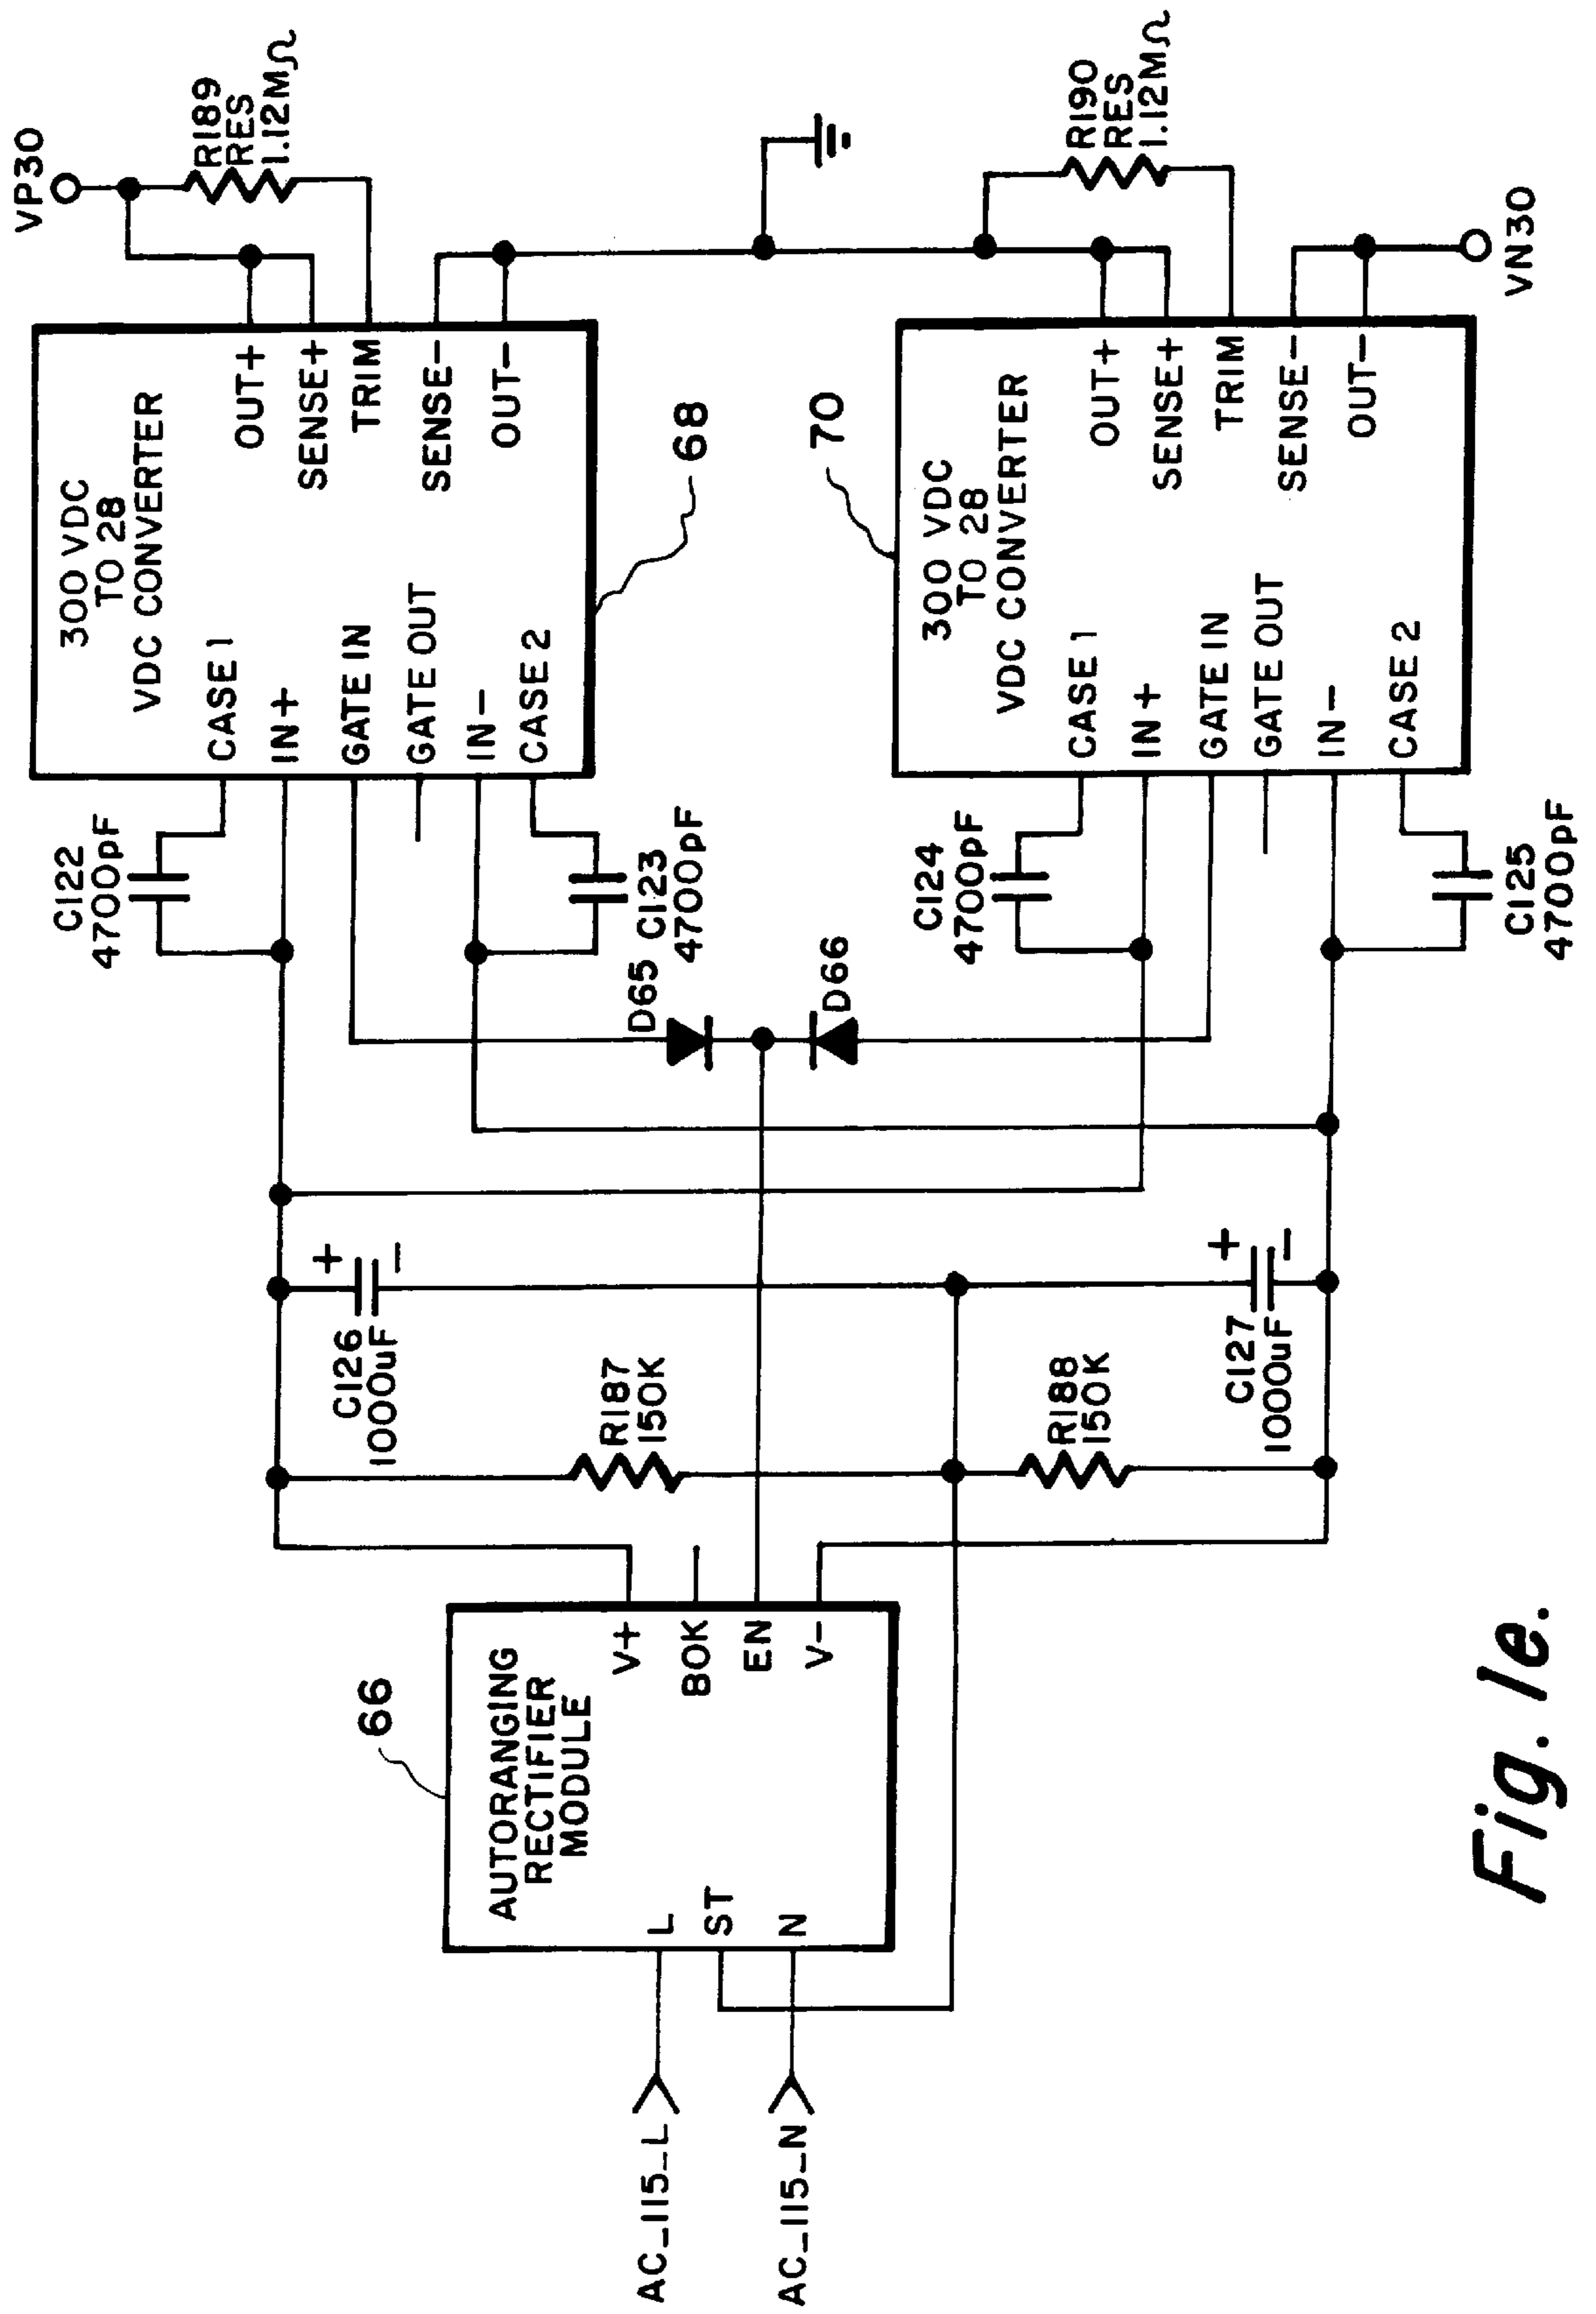 AC_115_L
AC_115_N
66
AUTORANGING
RECTIFIER
MODULE
L
ST
N
V+
BOK
EN
V-
R187
150K
R188
150K
C126
1000uF
+
-
C127
1000uF
+
-
D65
D66
C122
4700pF
C123
4700pF
C124
4700pF
C125
4700pF
300 VDC
TO 28
VDC CONVERTER
CASE 1
IN+
GATE IN
GATE OUT
IN-
CASE 2
OUT+
SENSE+
TRIM
SENSE-
OUT-
68
70
300 VDC
TO 28
VDC CONVERTER
CASE 1
IN+
GATE IN
GATE OUT
IN-
CASE 2
OUT+
SENSE+
TRIM
SENSE-
OUT-
VP30
R189
RES
1.12MΩ
R190
RES
1.12MΩ
VN30
Fig. 1e.